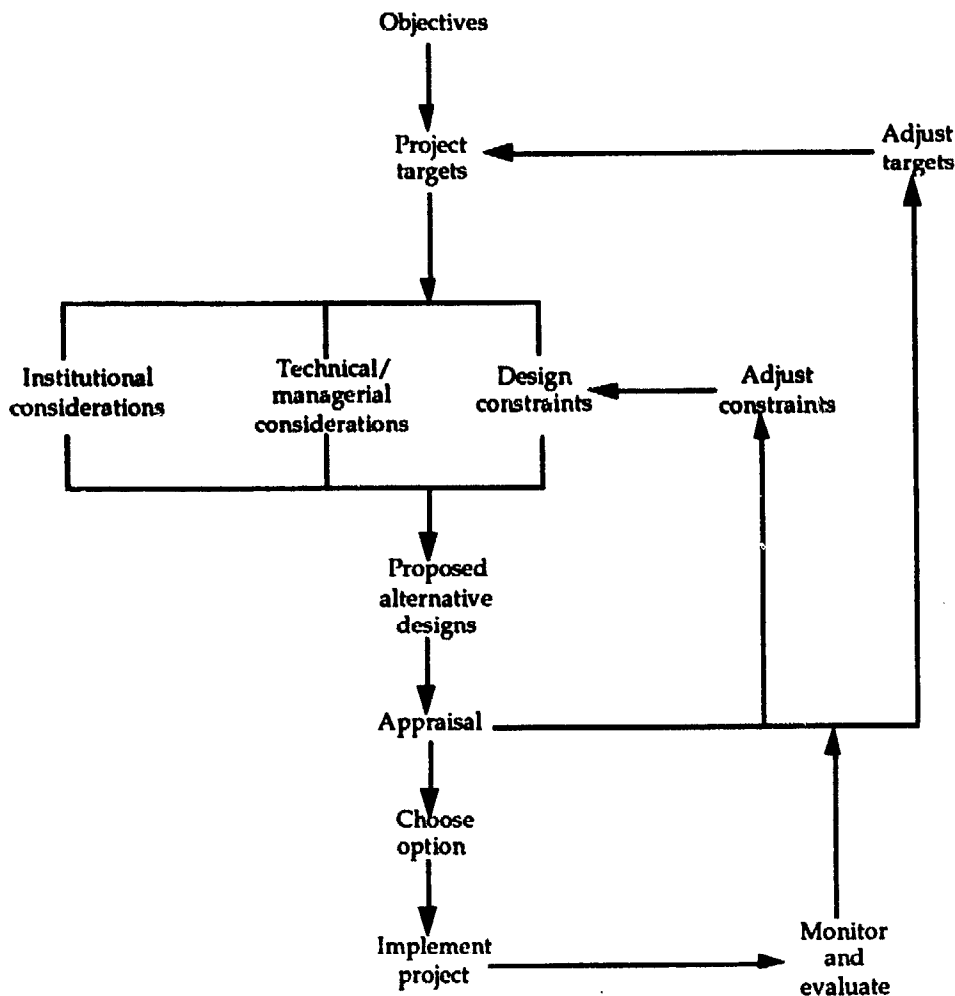 Objectives
Project
targets
Adjust
targets
Institutional
considerations
Technical/
managerial
considerations
Design
constraints
Adjust
constraints
Proposed
alternative
designs
Appraisal
Choose
option
Implement
project
Monitor
and
evaluate